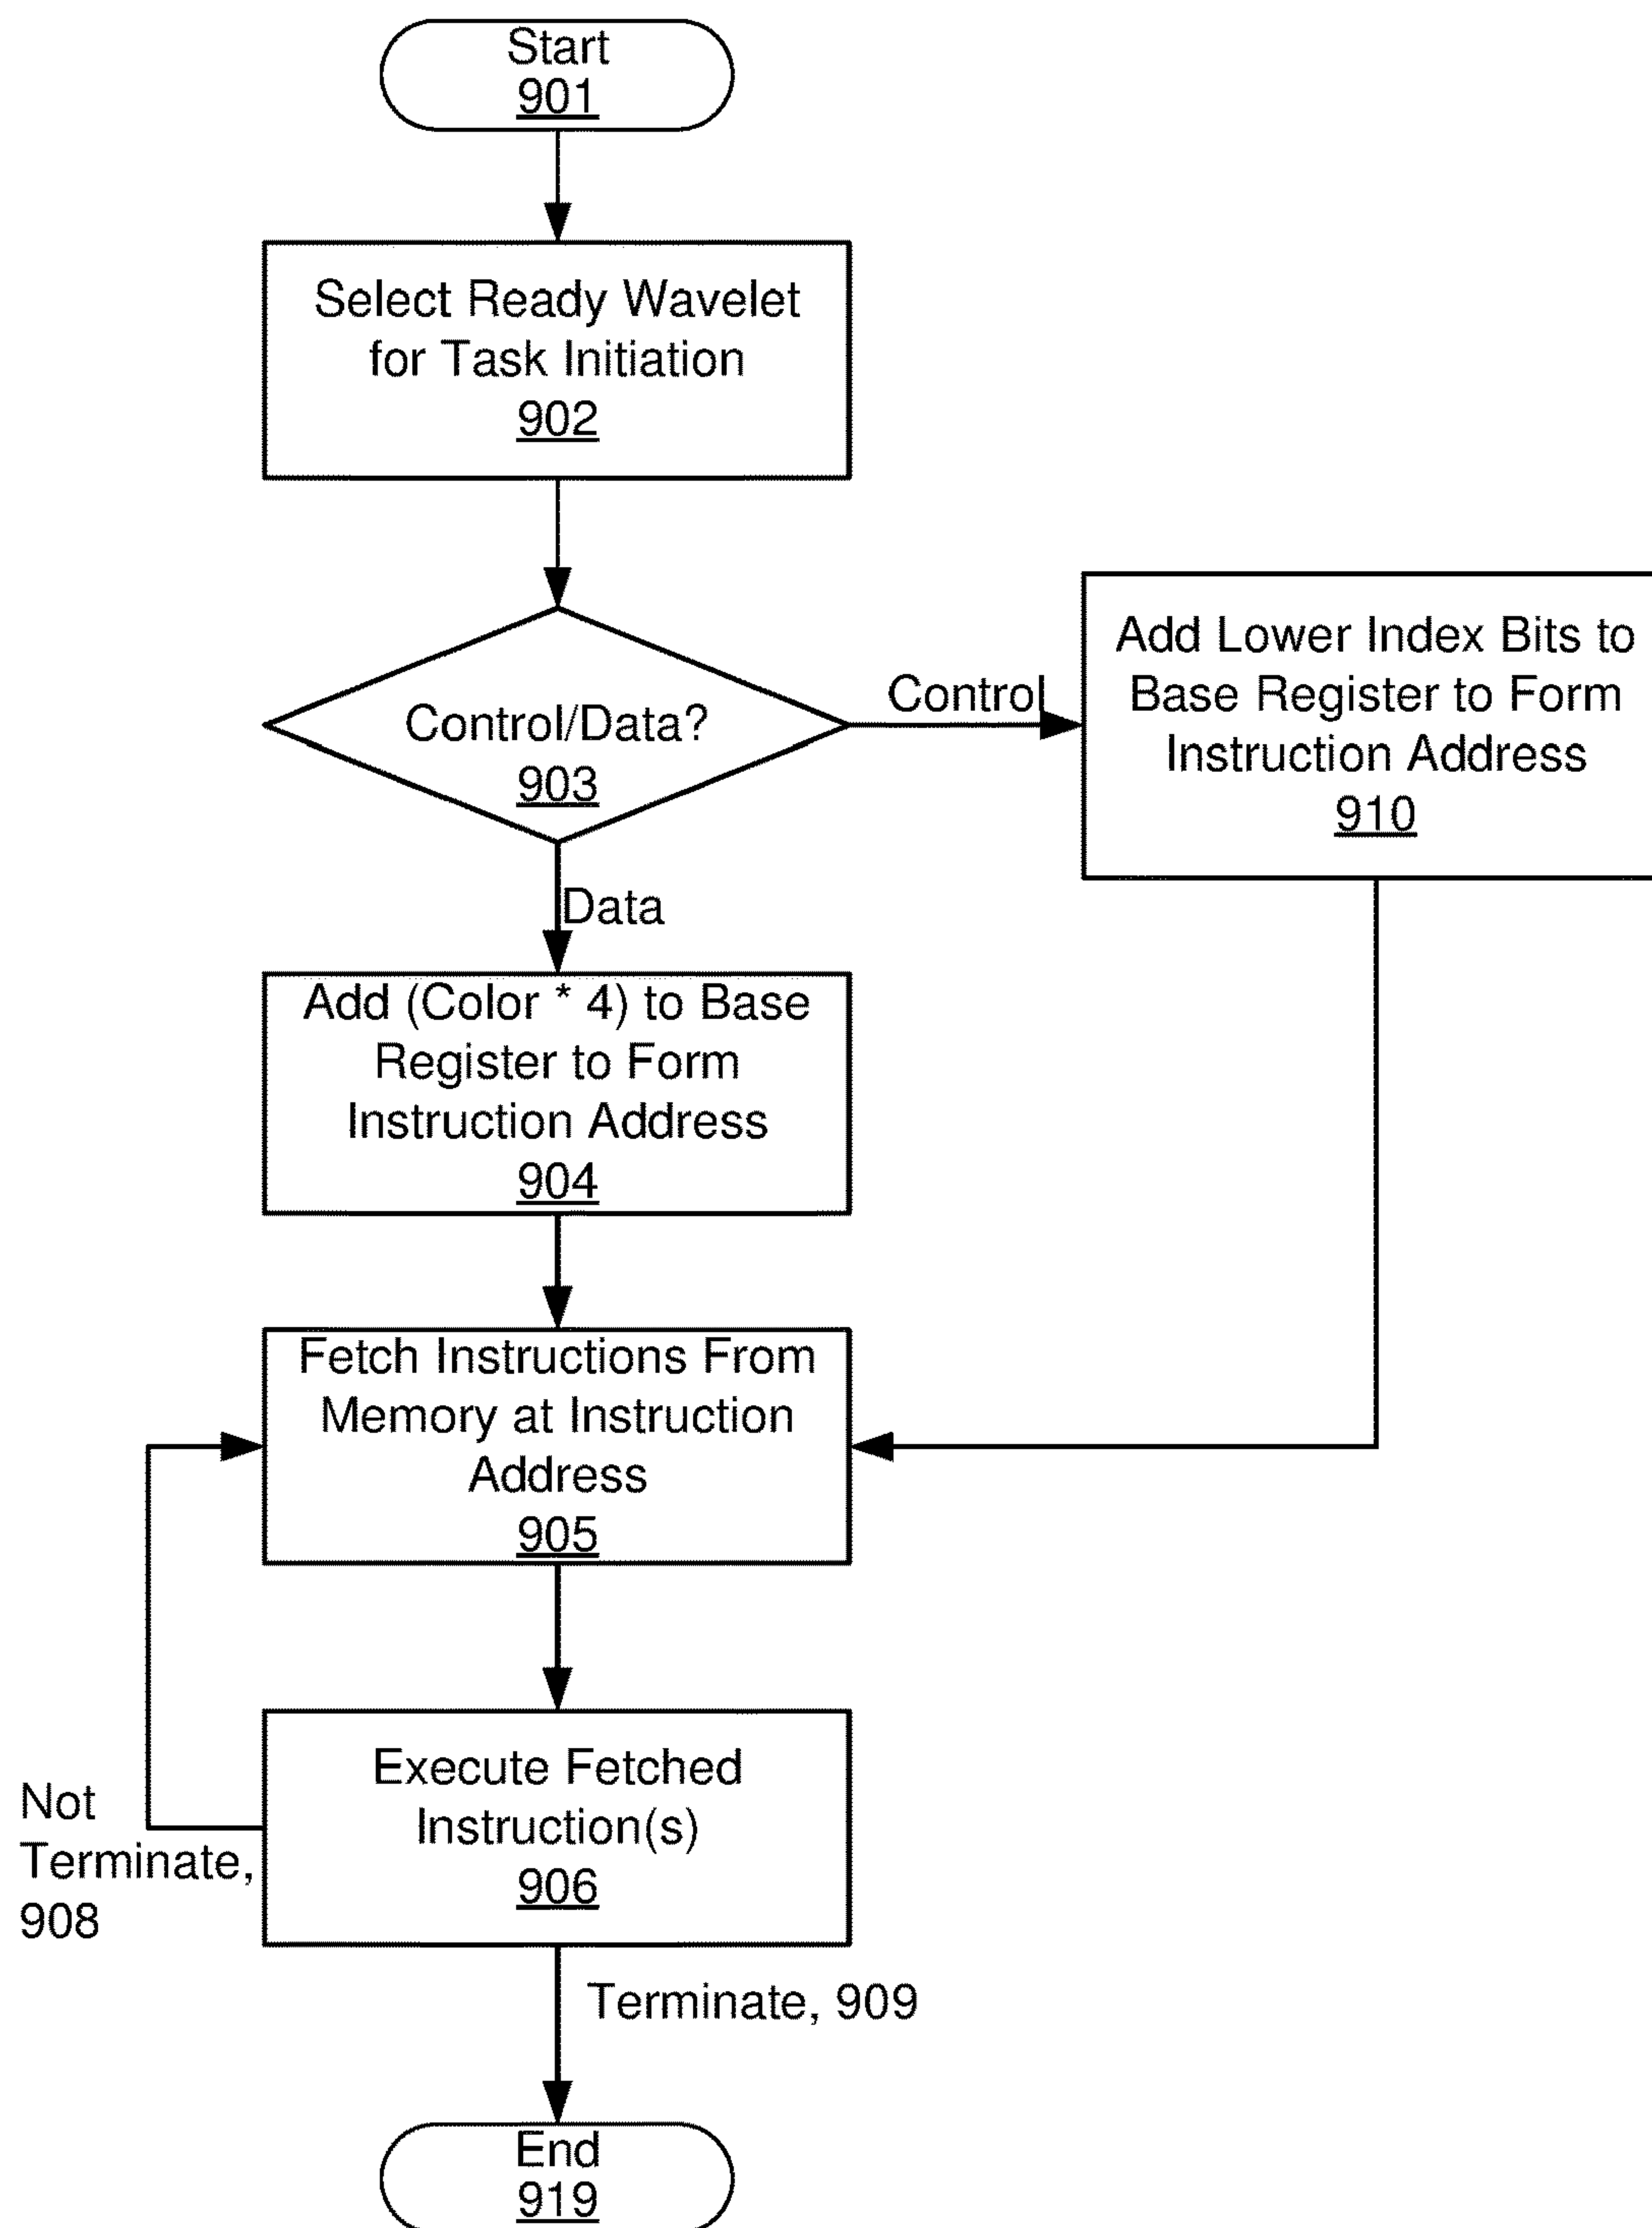 Start
901
Select Ready Wavelet
for Task Initiation
902
Control/Data?
903
Control
Add Lower Index Bits to
Base Register to Form
Instruction Address
910
Data
Add (Color * 4) to Base
Register to Form
Instruction Address
904
Fetch Instructions From
Memory at Instruction
Address
905
Execute Fetched
Instruction(s)
906
Not
Terminate,
908
Terminate, 909
End
919